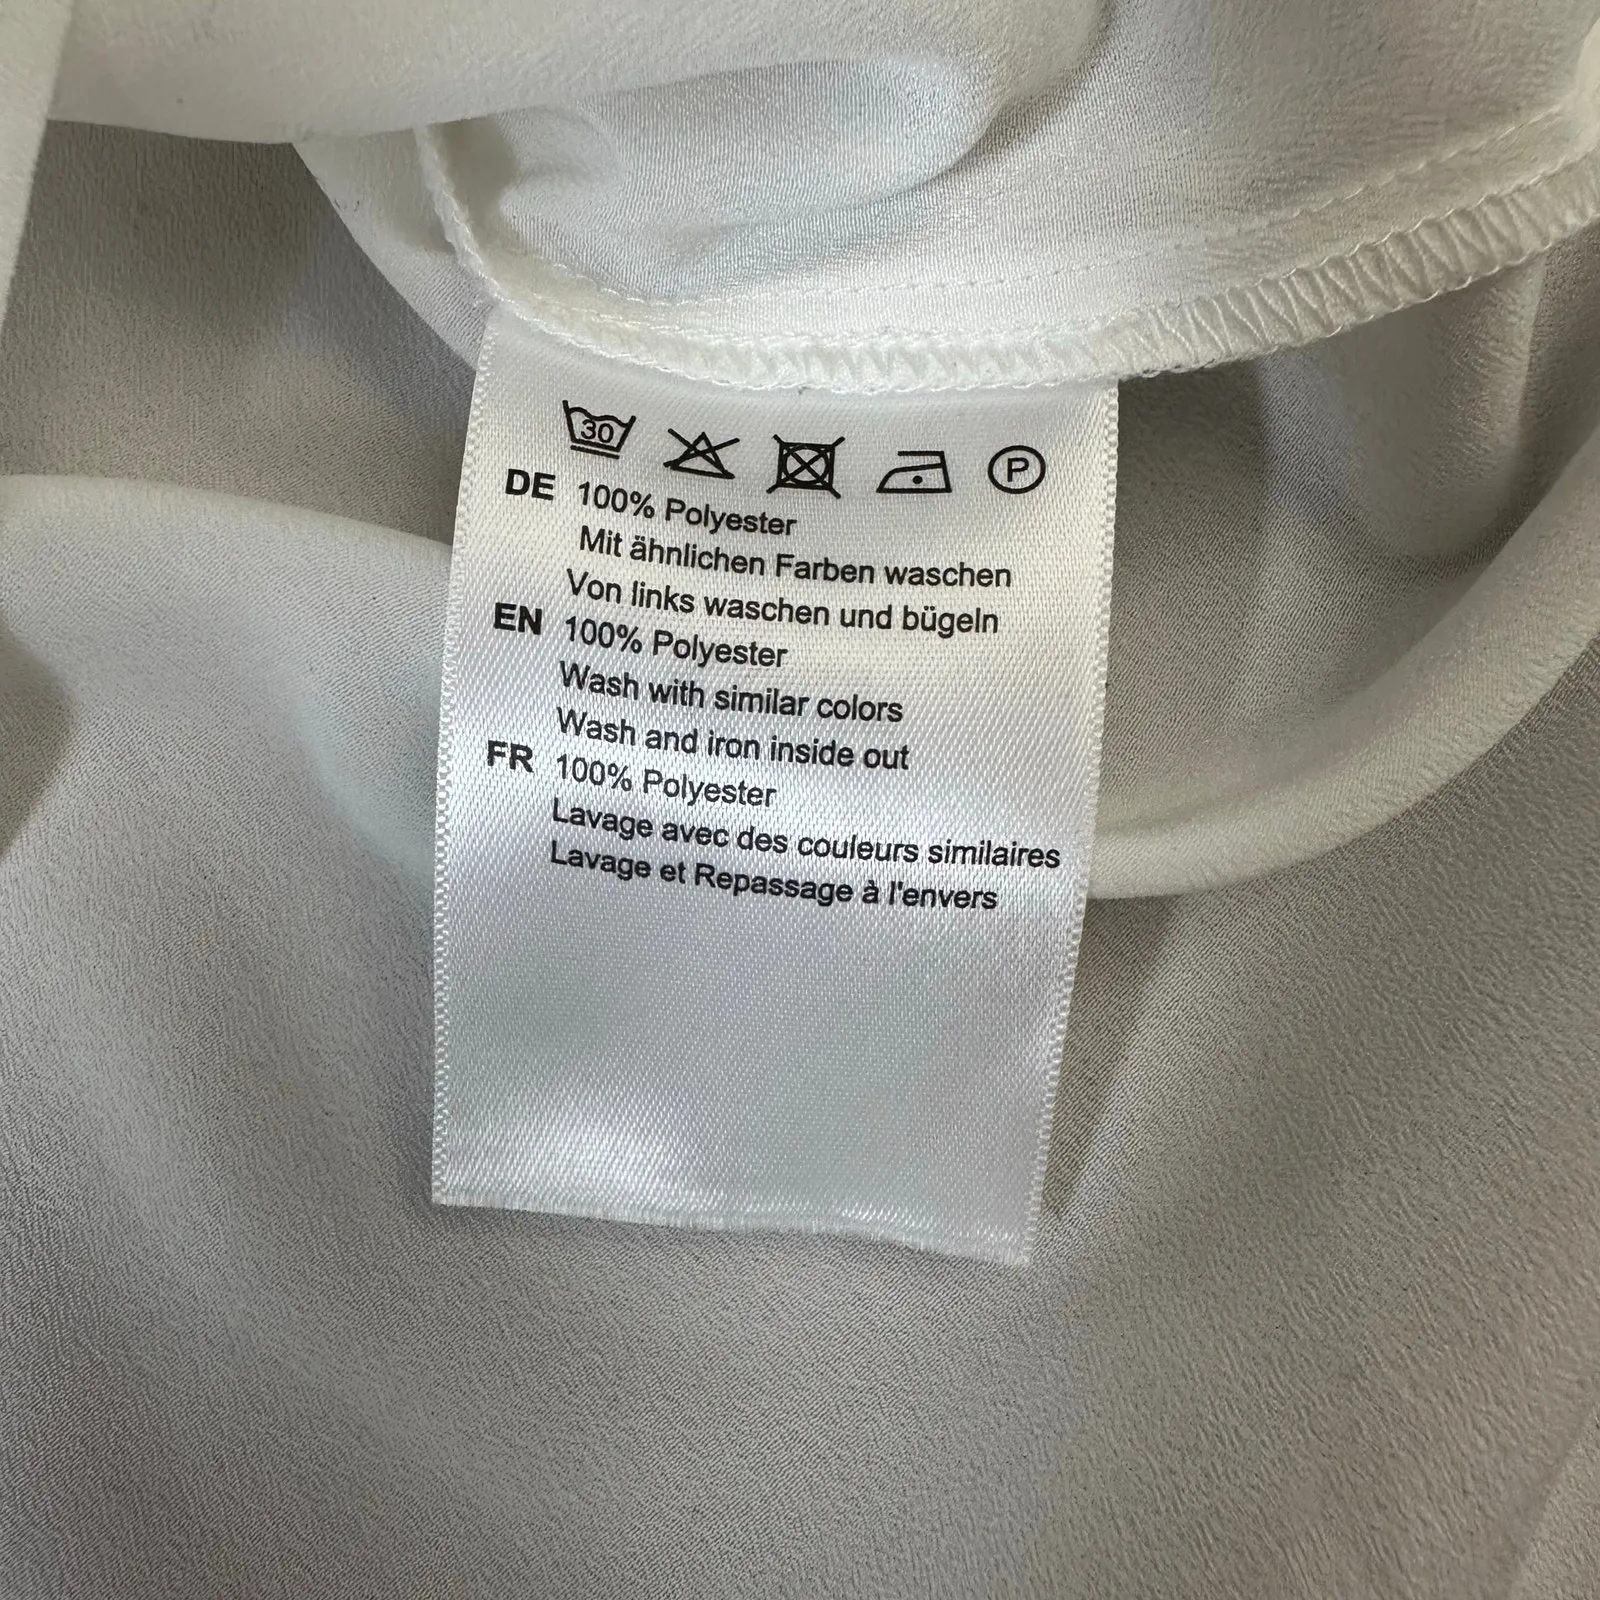 30 P
DE 100% Polyester
Mit ähnlichen Farben waschen
Von links waschen und bügeln
EN 100% Polyester
Wash with similar colors
Wash and iron inside out
FR 100% Polyester
Lavage avec des couleurs similaires
Lavage et Repassage à l'envers